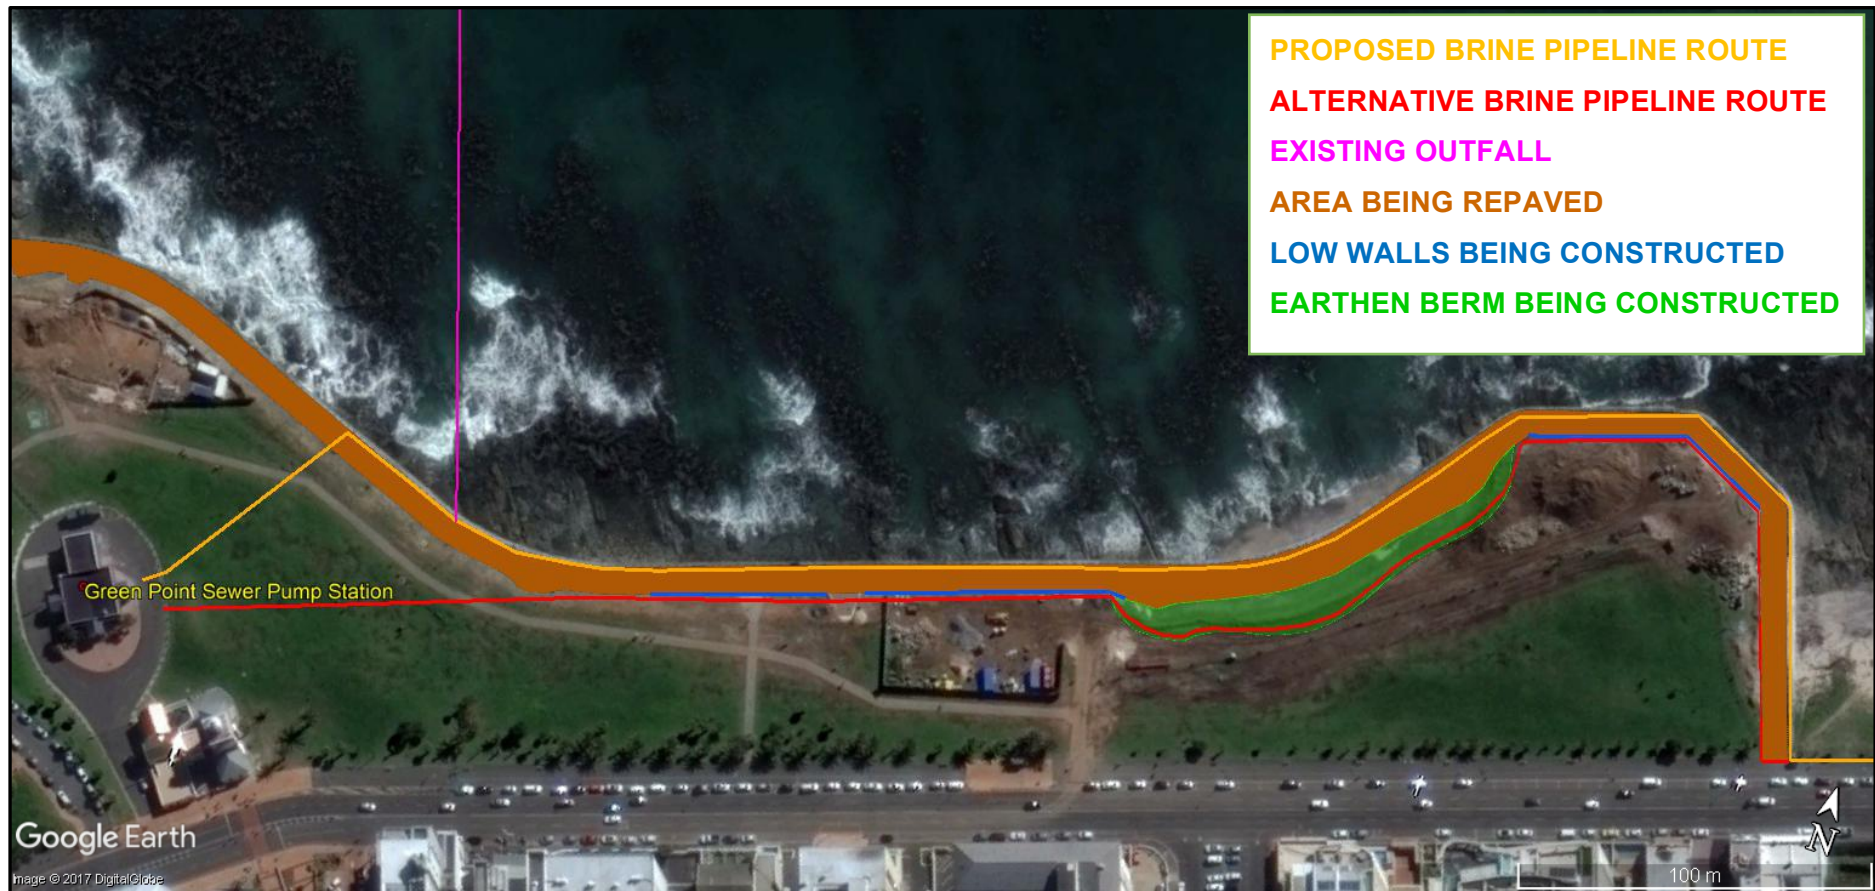 PROPOSED BRINE PIPELINE ROUTE
ALTERNATIVE BRINE PIPELINE ROUTE
EXISTING OUTFALL
AREA BEING REPAVED
LOW WALLS BEING CONSTRUCTED
EARTHEN BERM BEING CONSTRUCTED
Green Point Sewer Pump Station
Google Earth
Image © 2017 DigitalGlobe
N
100 m